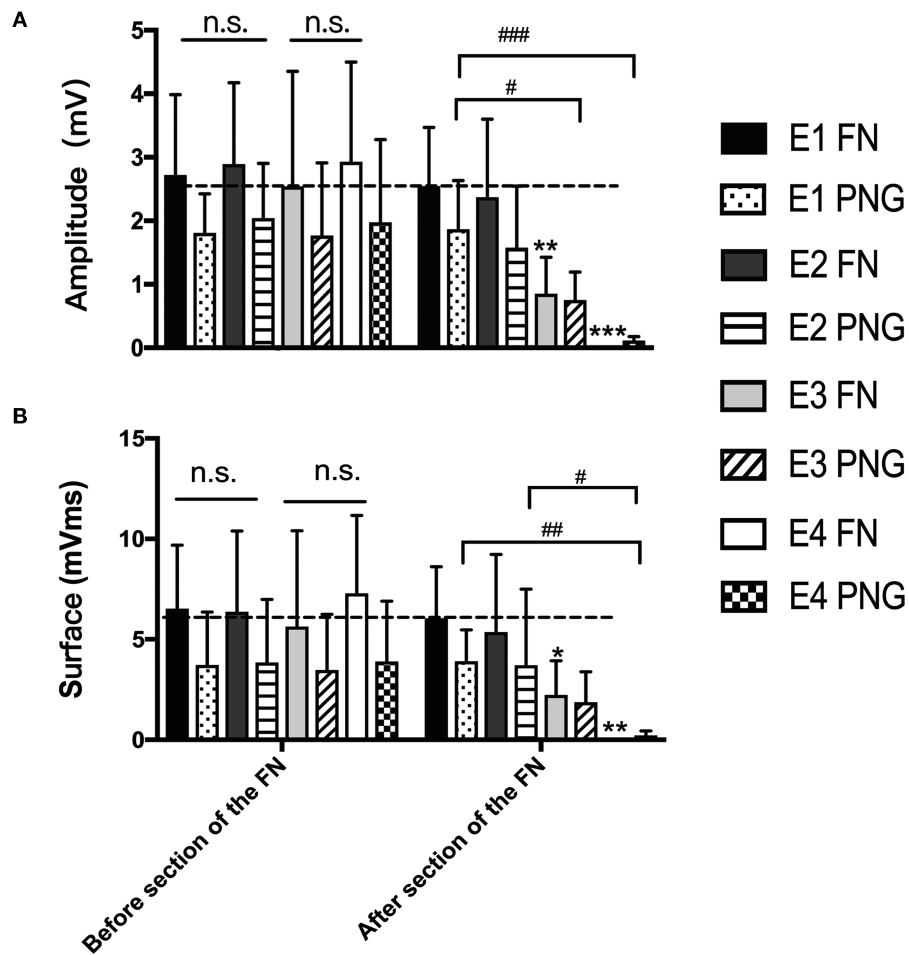 A
n.s.
n.s.
###
#
Amplitude (mV)
5
4
3
2
1
0
**
***
E1 FN
E1 PNG
E2 FN
E2 PNG
E3 FN
E3 PNG
E4 FN
E4 PNG
B
n.s.
n.s.
#
##
Surface (mVms)
15
10
5
0
*
**
Before section of the FN
After section of the FN